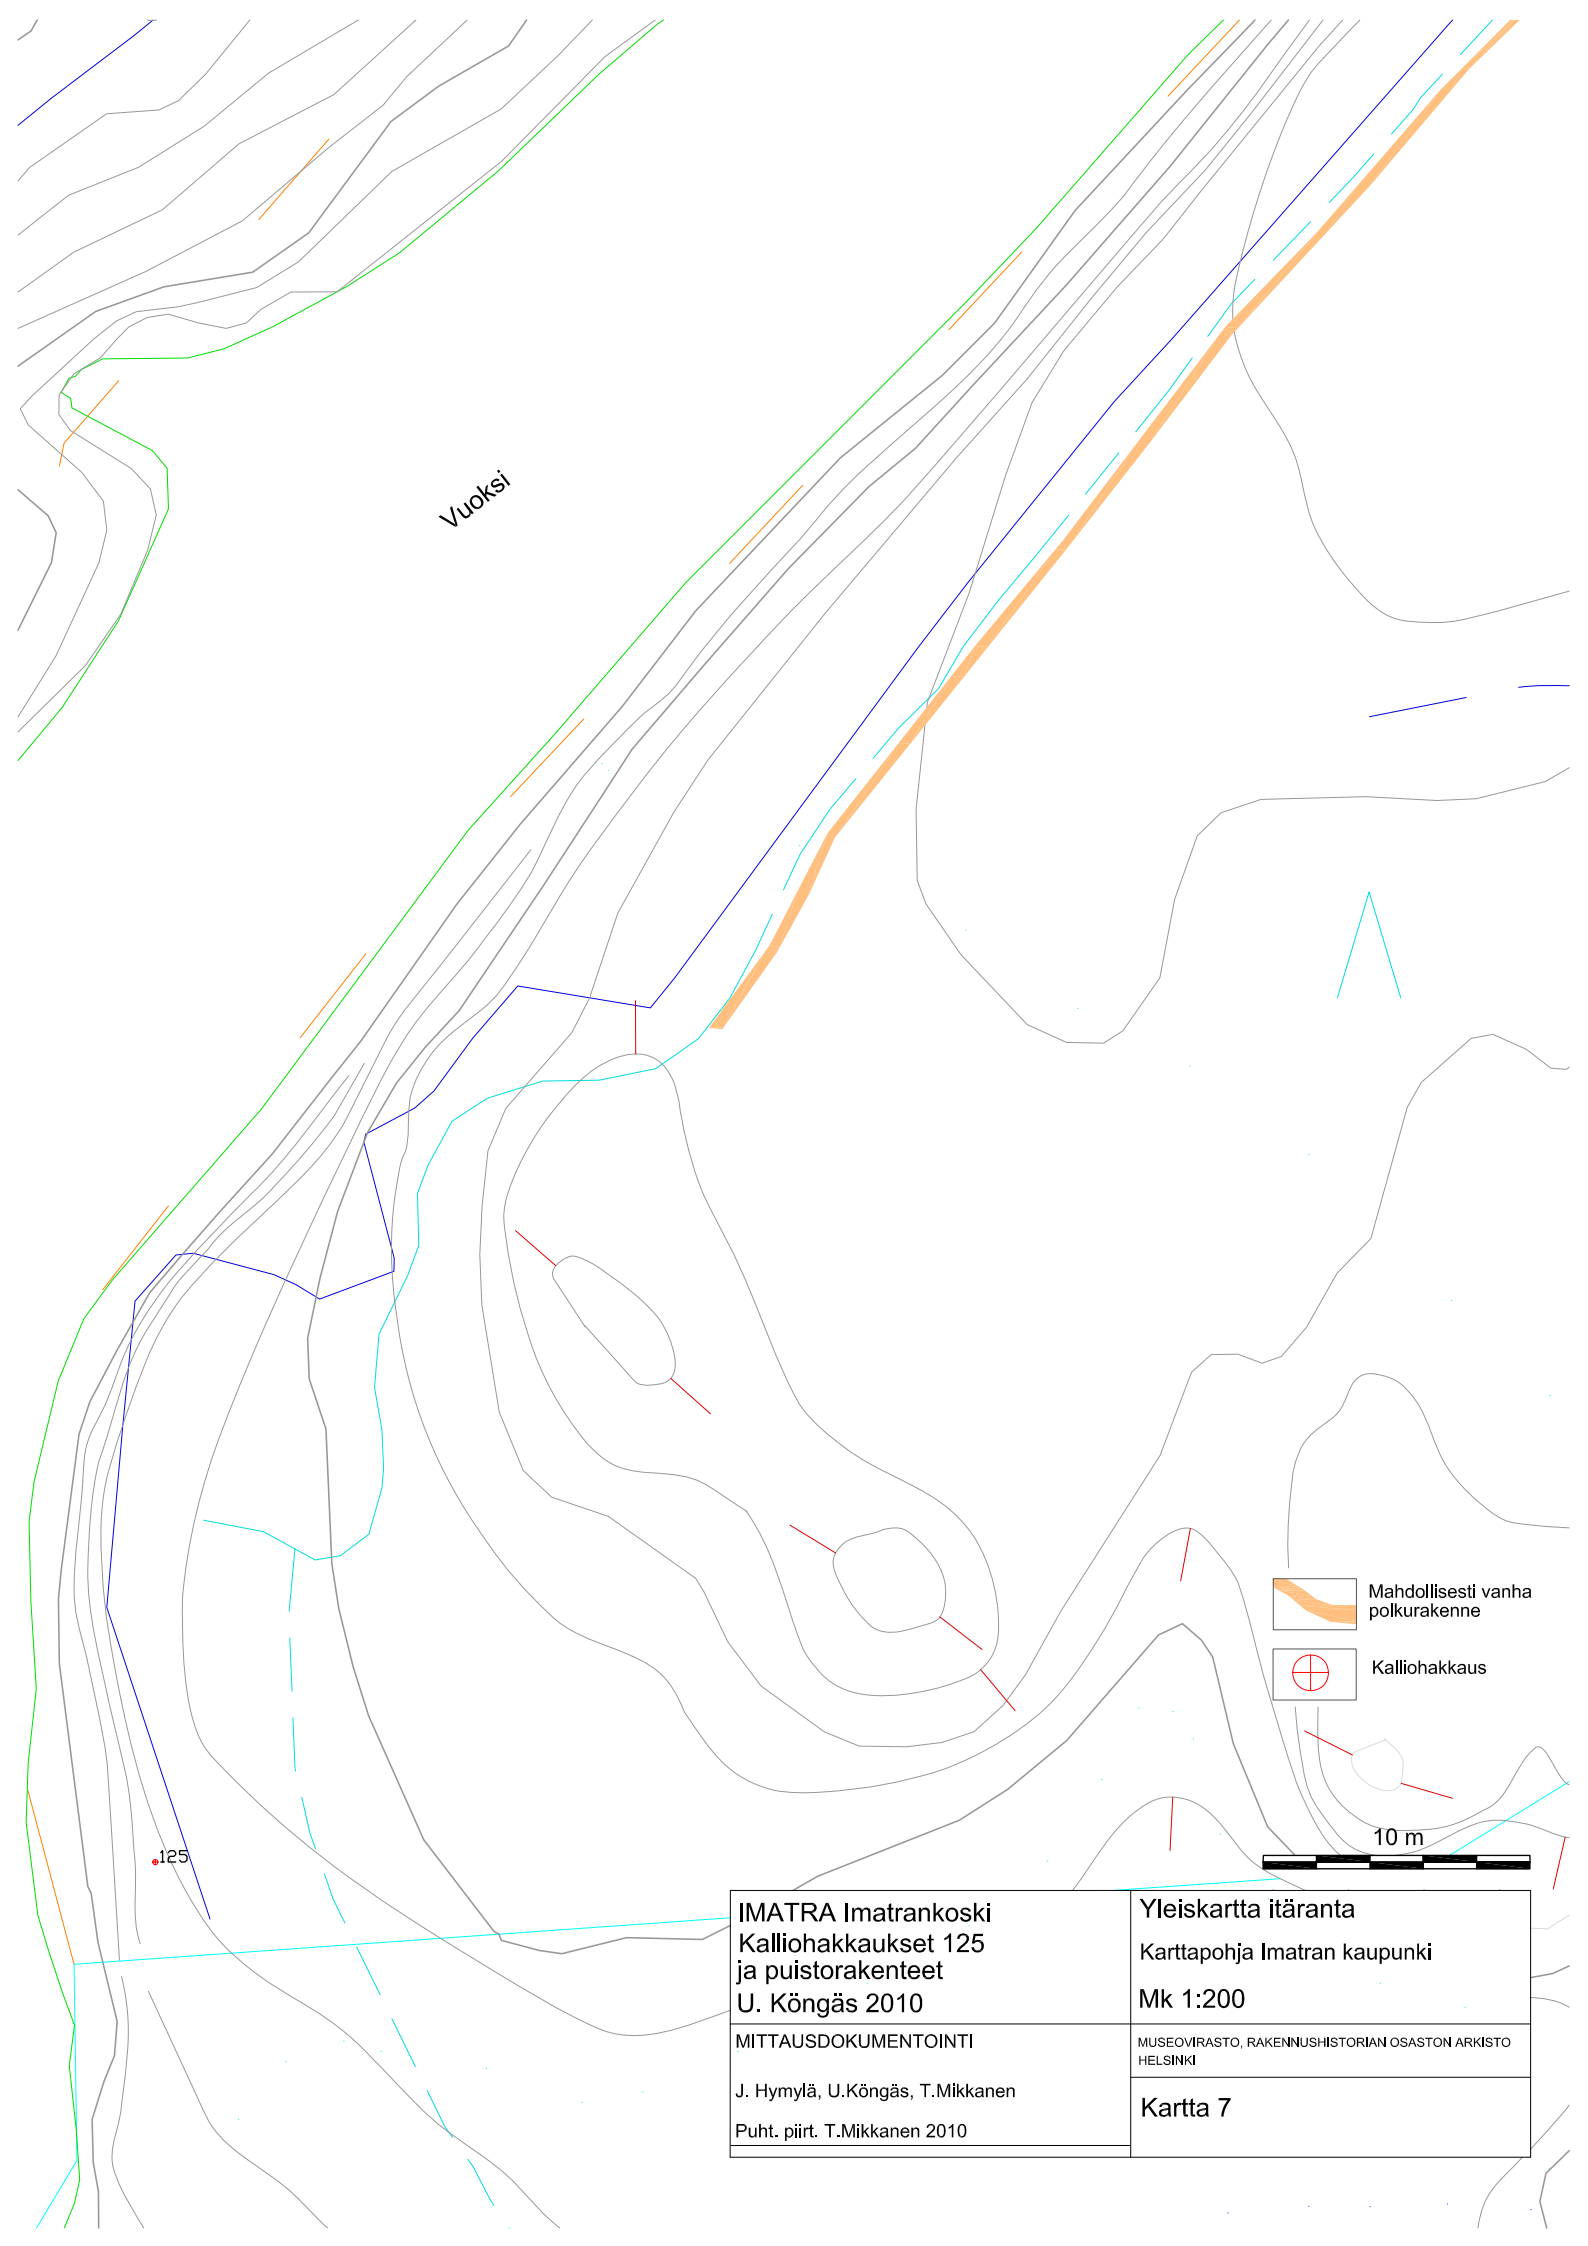 Vuoksi
Mahdollisesti vanha
polkurakenne
Kalliohakkaus
10 m
125
IMATRA Imatrankoski
Kalliohakkaukset 125
ja puistorakenteet
U. Köngäs 2010
MITTAUSDOKUMENTOINTI
J. Hymylä, U.Köngäs, T.Mikkanen
Puht. piirt. T.Mikkanen 2010
Yleiskartta itäranta
Karttapohja Imatran kaupunki
Mk 1:200
MUSEOVIRASTO, RAKENNUSHISTORIAN OSASTON ARKISTO
HELSINKI
Kartta 7